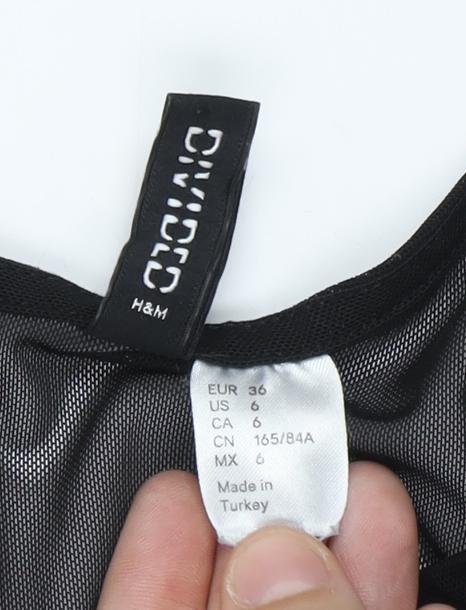 DIVIDED
H&M
EUR 36
US 6
CA 6
CN 165/84A
MX 6
Made in
Turkey